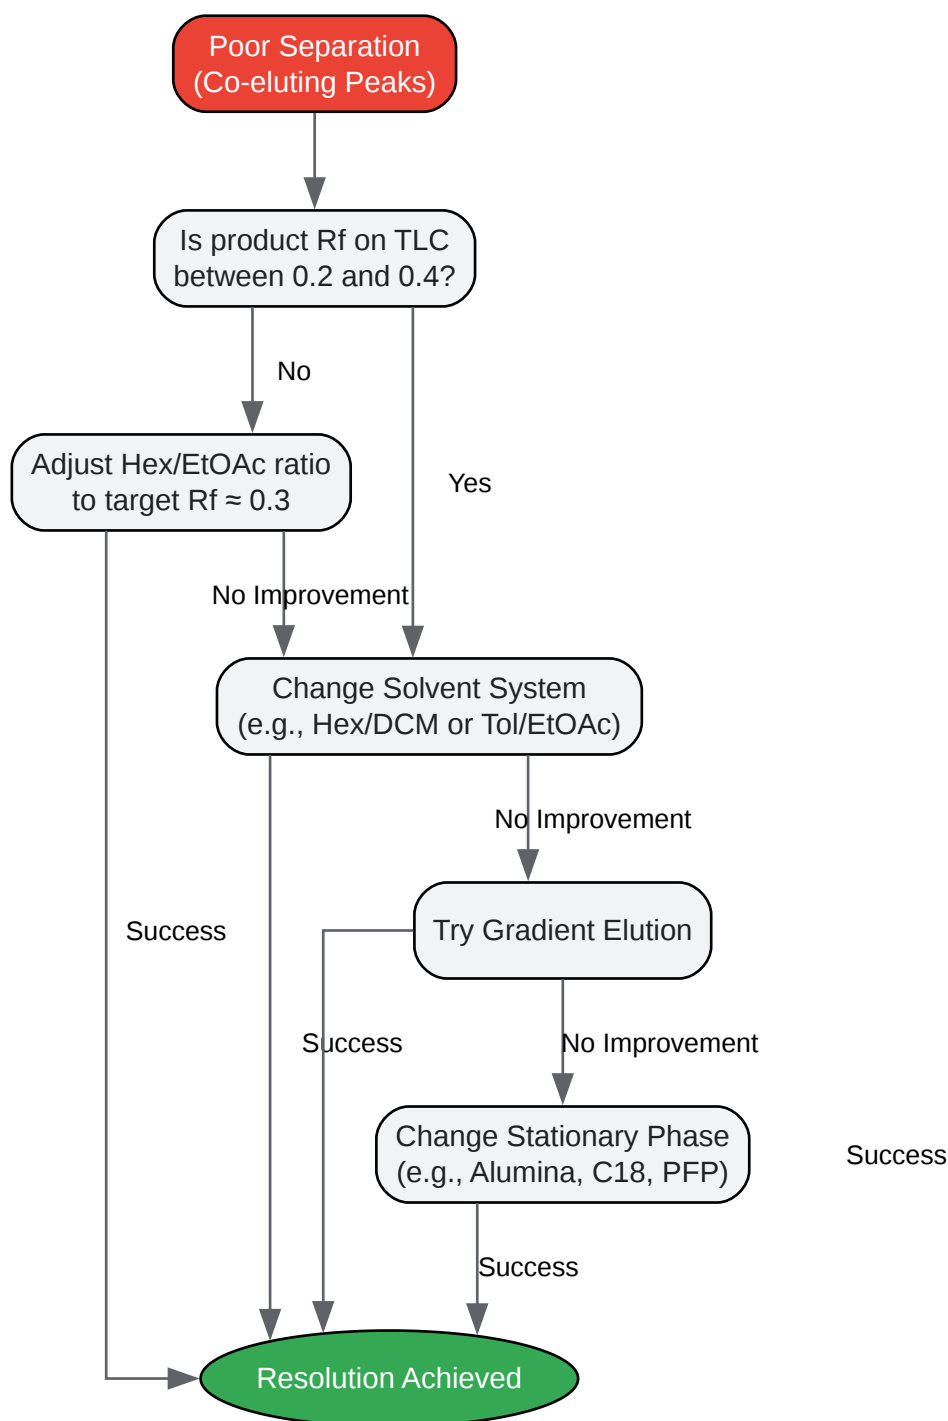 Poor Separation
(Co-eluting Peaks)
Is product Rf on TLC
between 0.2 and 0.4?
No
Adjust Hex/EtOAc ratio
to target Rf ≈ 0.3
Yes
No Improvement
Change Solvent System
(e.g., Hex/DCM or Tol/EtOAc)
No Improvement
Success
Try Gradient Elution
Success
No Improvement
Change Stationary Phase
(e.g., Alumina, C18, PFP)
Success
Success
Resolution Achieved